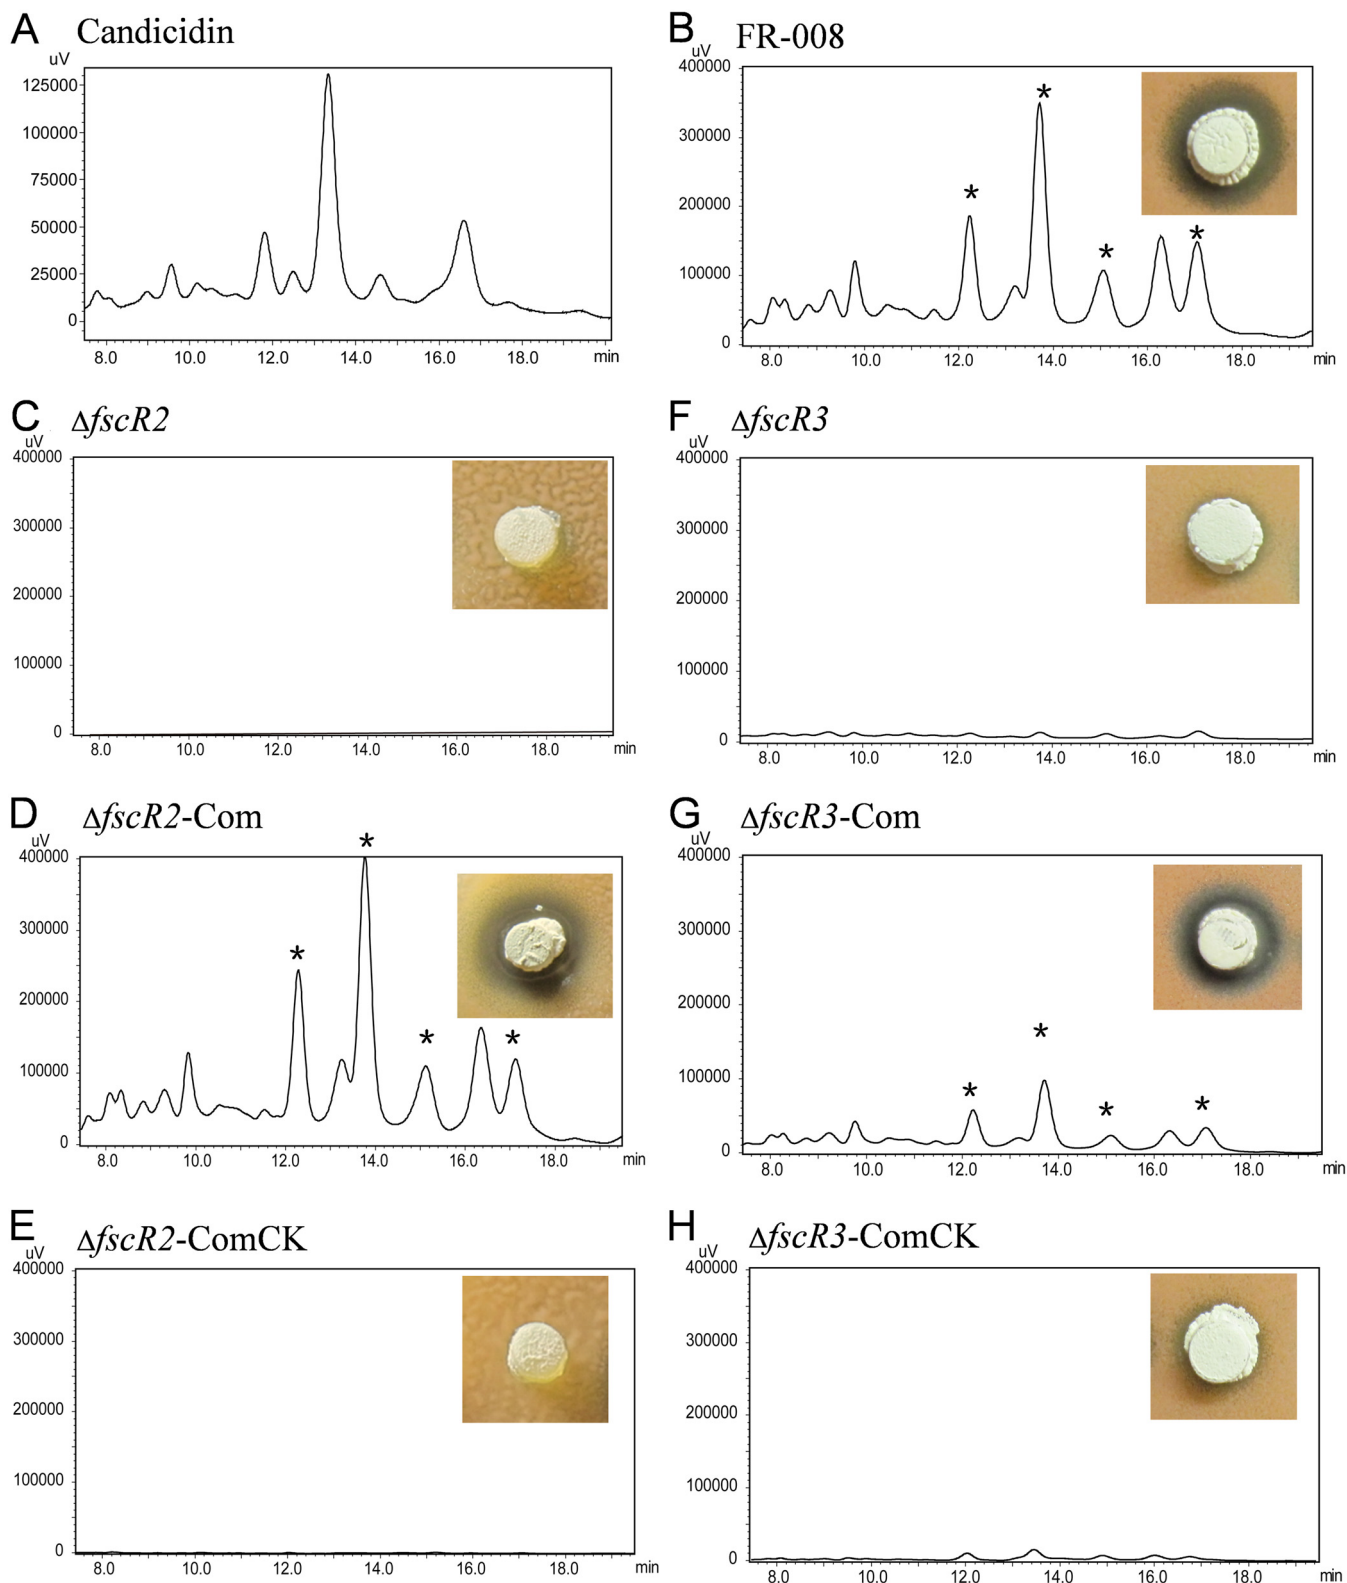 A Candicidin
uV
125000
100000
75000
50000
25000
0
8.0 10.0 12.0 14.0 16.0 18.0 min
B FR-008
uV
400000
300000
200000
100000
0
* * * *
8.0 10.0 12.0 14.0 16.0 18.0 min
C ΔfscR2
uV
400000
300000
200000
100000
0
8.0 10.0 12.0 14.0 16.0 18.0 min
F ΔfscR3
uV
400000
300000
200000
100000
0
8.0 10.0 12.0 14.0 16.0 18.0 min
D ΔfscR2-Com
uV
400000
300000
200000
100000
0
* * * *
8.0 10.0 12.0 14.0 16.0 18.0 min
G ΔfscR3-Com
uV
400000
300000
200000
100000
0
* * * *
8.0 10.0 12.0 14.0 16.0 18.0 min
E ΔfscR2-ComCK
uV
400000
300000
200000
100000
0
8.0 10.0 12.0 14.0 16.0 18.0 min
H ΔfscR3-ComCK
uV
400000
300000
200000
100000
0
8.0 10.0 12.0 14.0 16.0 18.0 min